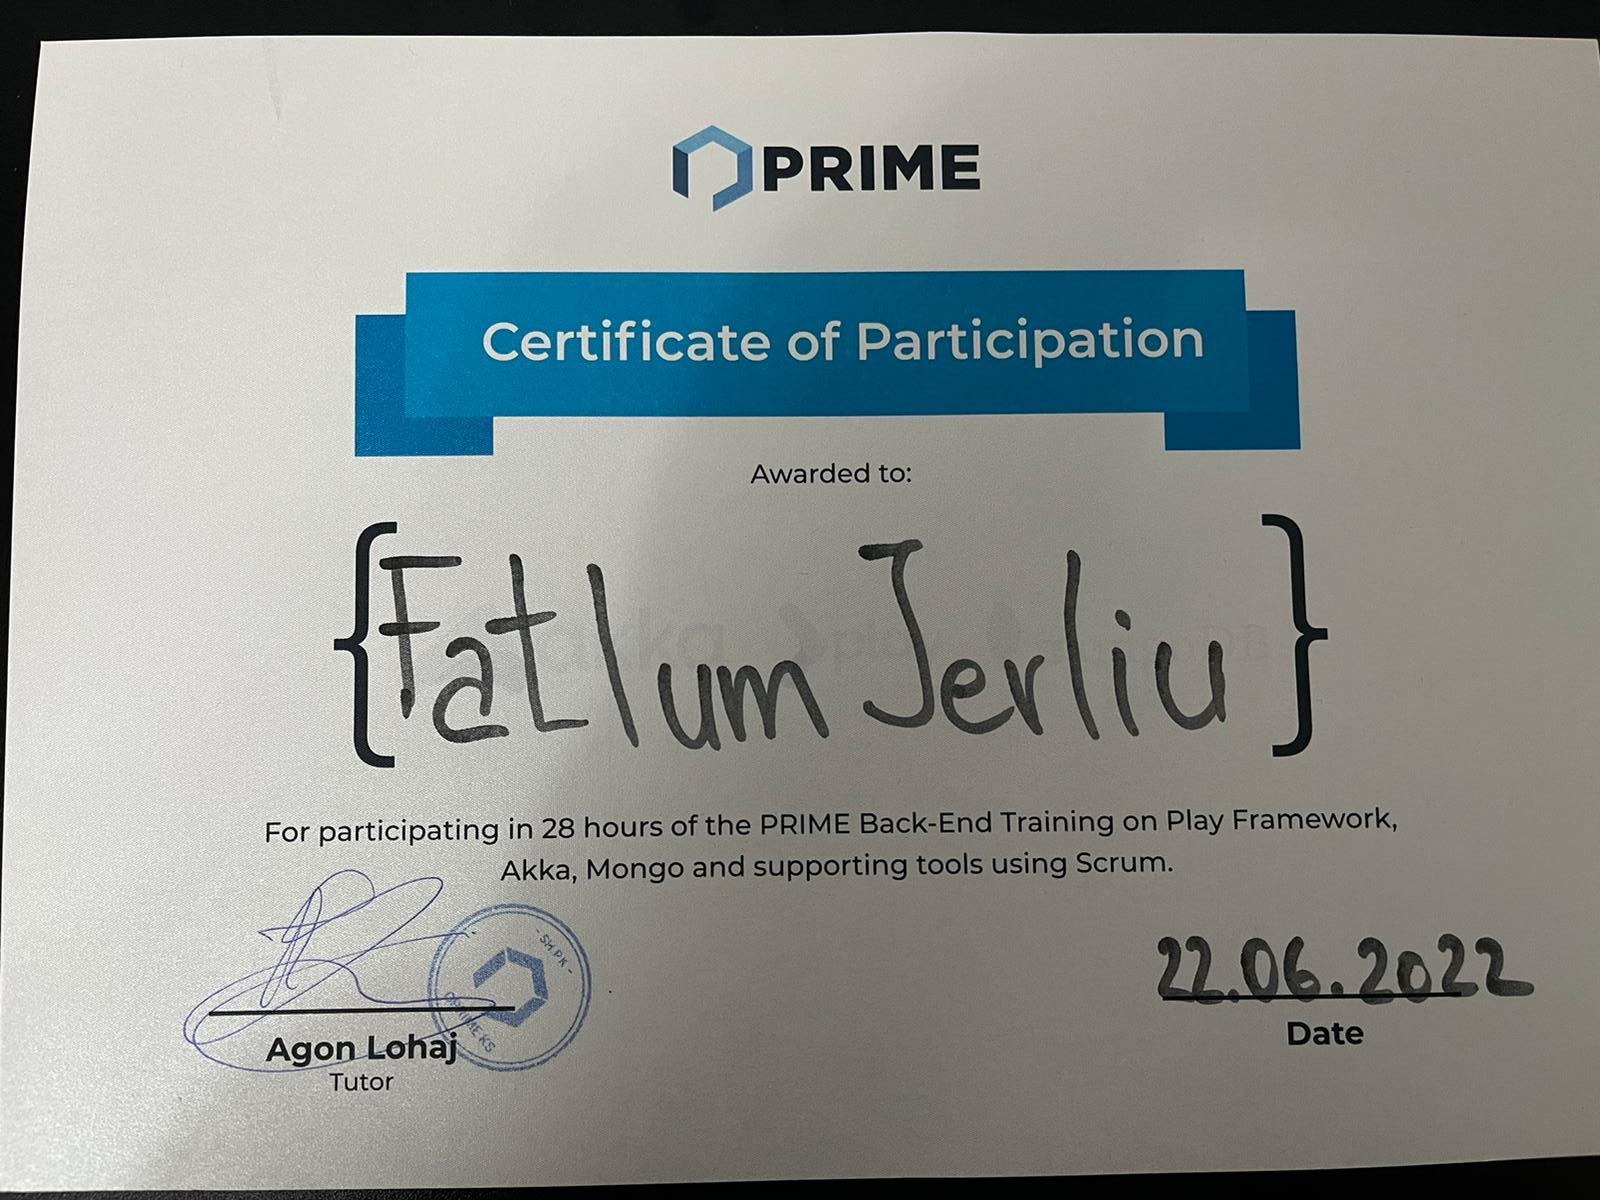 PRIME
Certificate of Participation
Awarded to:
{Fatlum Jerliu}
For participating in 28 hours of the PRIME Back-End Training on Play Framework,
Akka, Mongo and supporting tools using Scrum.
- SH.P.K -
22.06.2022
Agon Lohaj
Tutor
Date